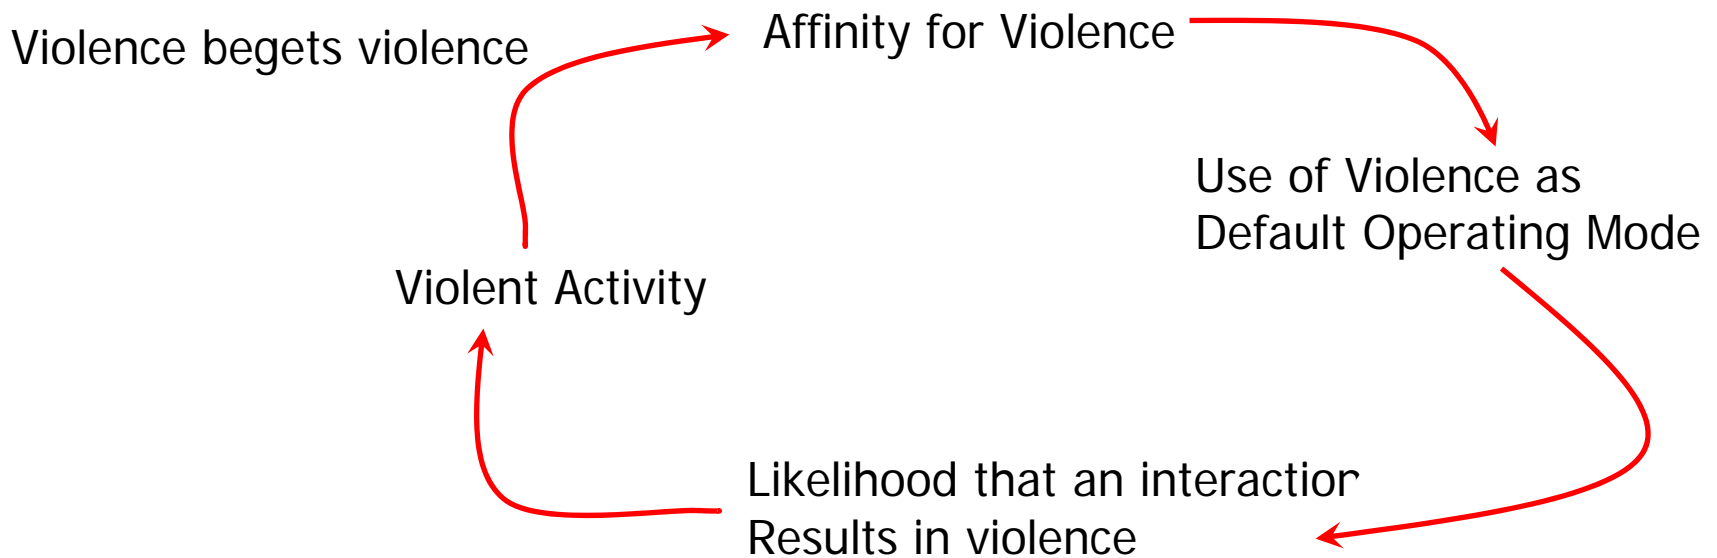 Violence begets violence
Affinity for Violence
Use of Violence as
Default Operating Mode
Violent Activity
Likelihood that an interaction
Results in violence